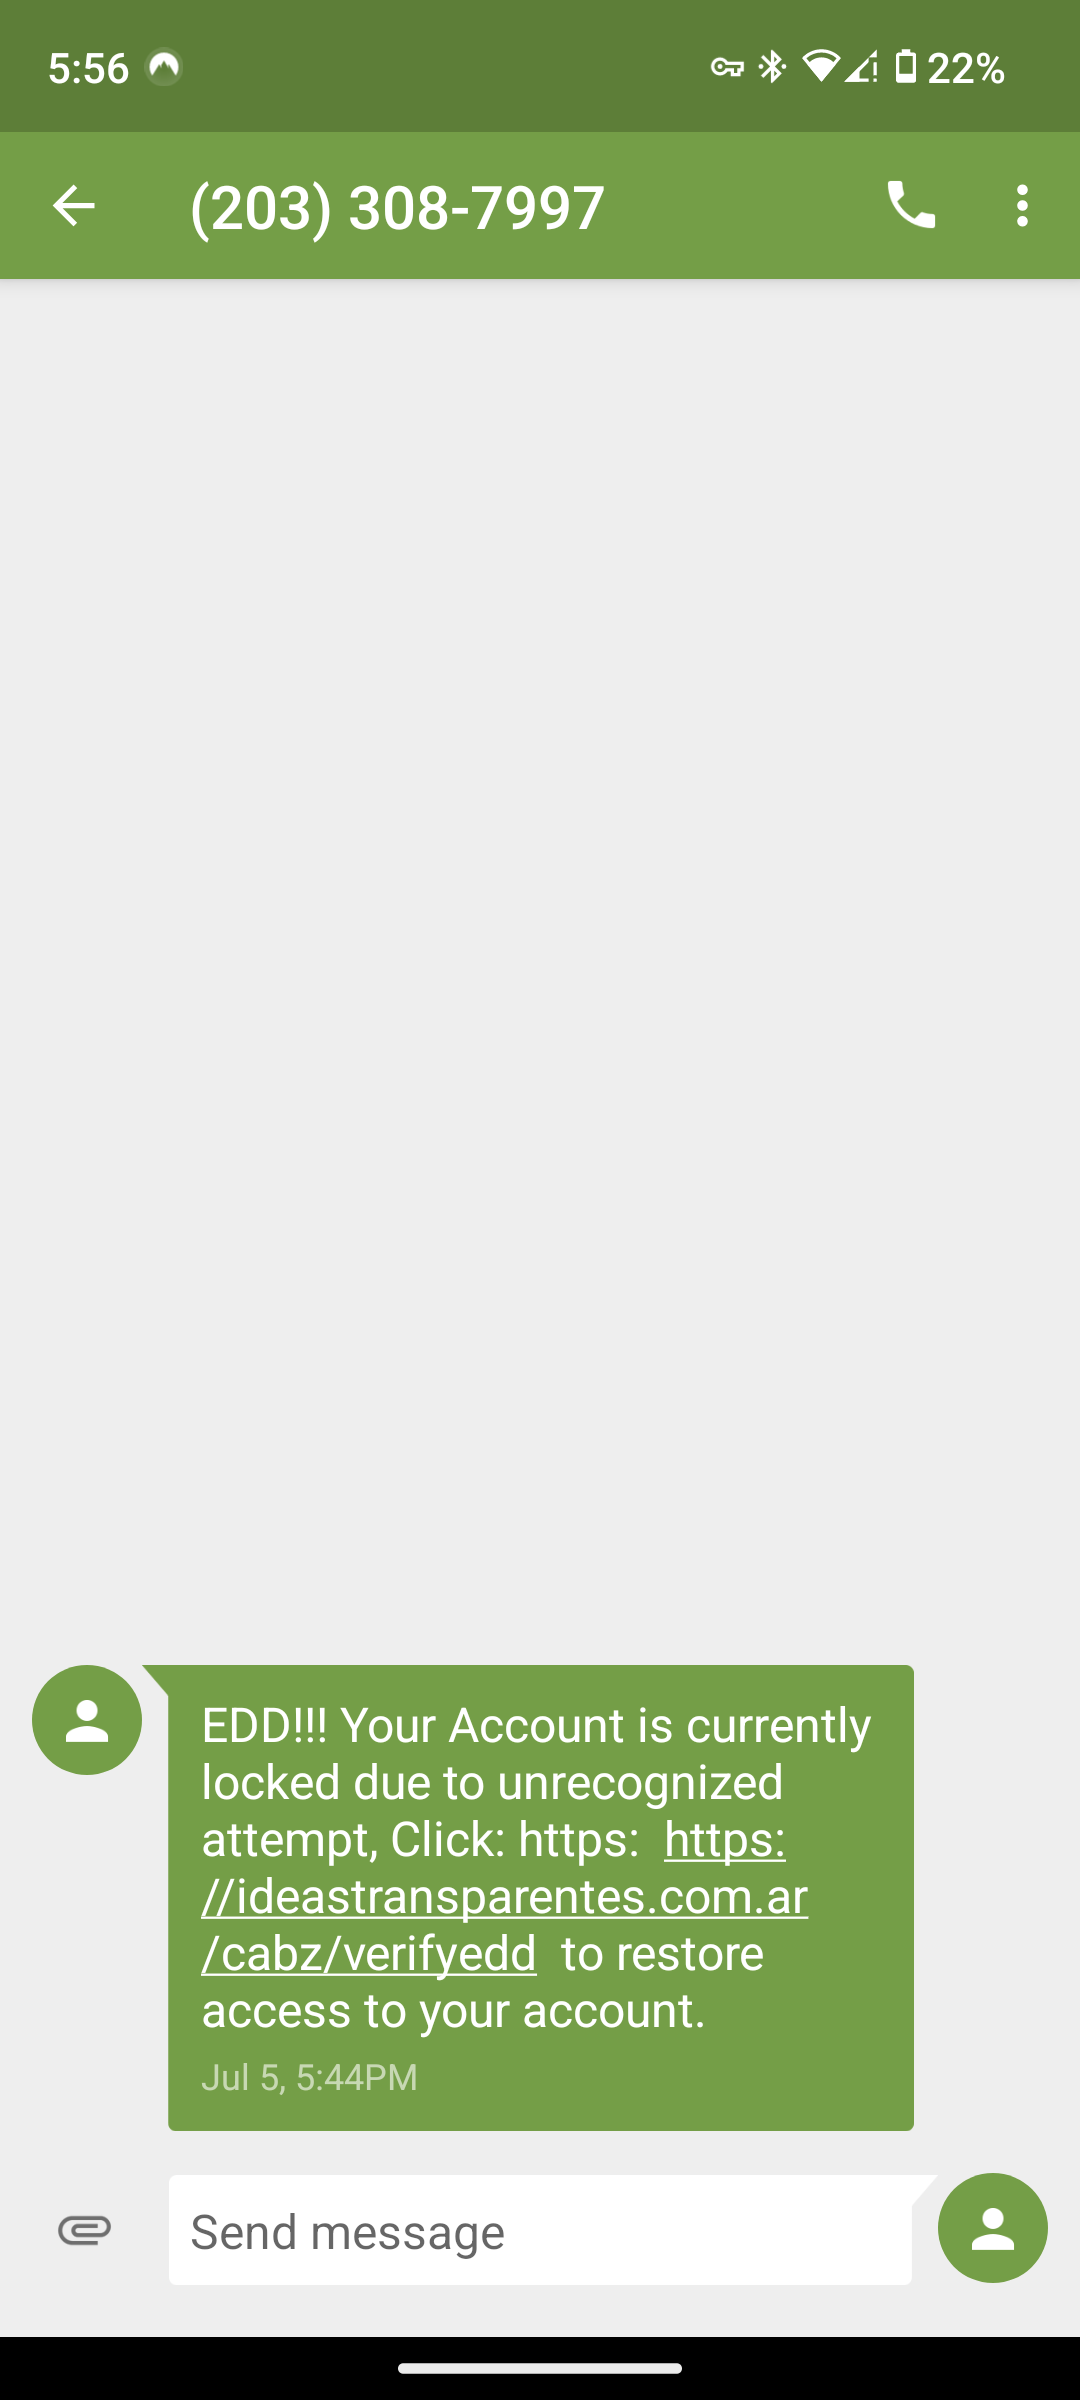 5:56 22%
(203) 308-7997
EDD!!! Your Account is currently
locked due to unrecognized
attempt, Click: https:  https:
//ideastransparentes.com.ar
/cabz/verifyedd  to restore
access to your account.
Jul 5, 5:44PM
Send message